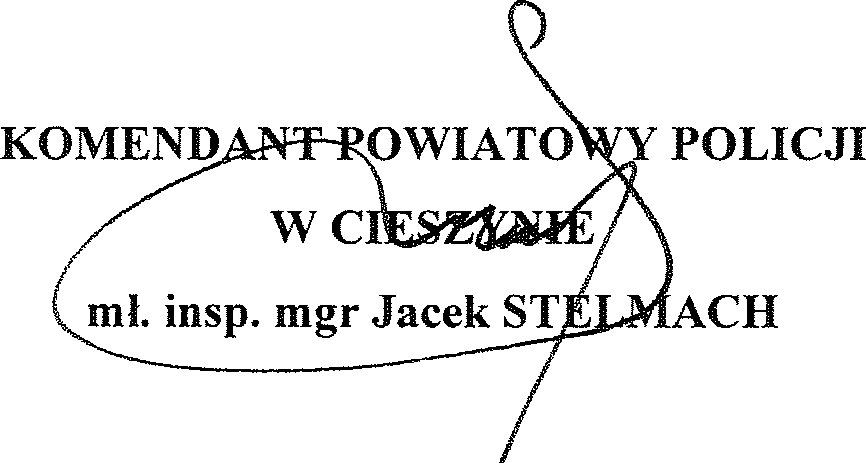 KOMENDANT POWIATOWY POLICJI
W CIESZYNIE
mł. insp. mgr Jacek STELMACH